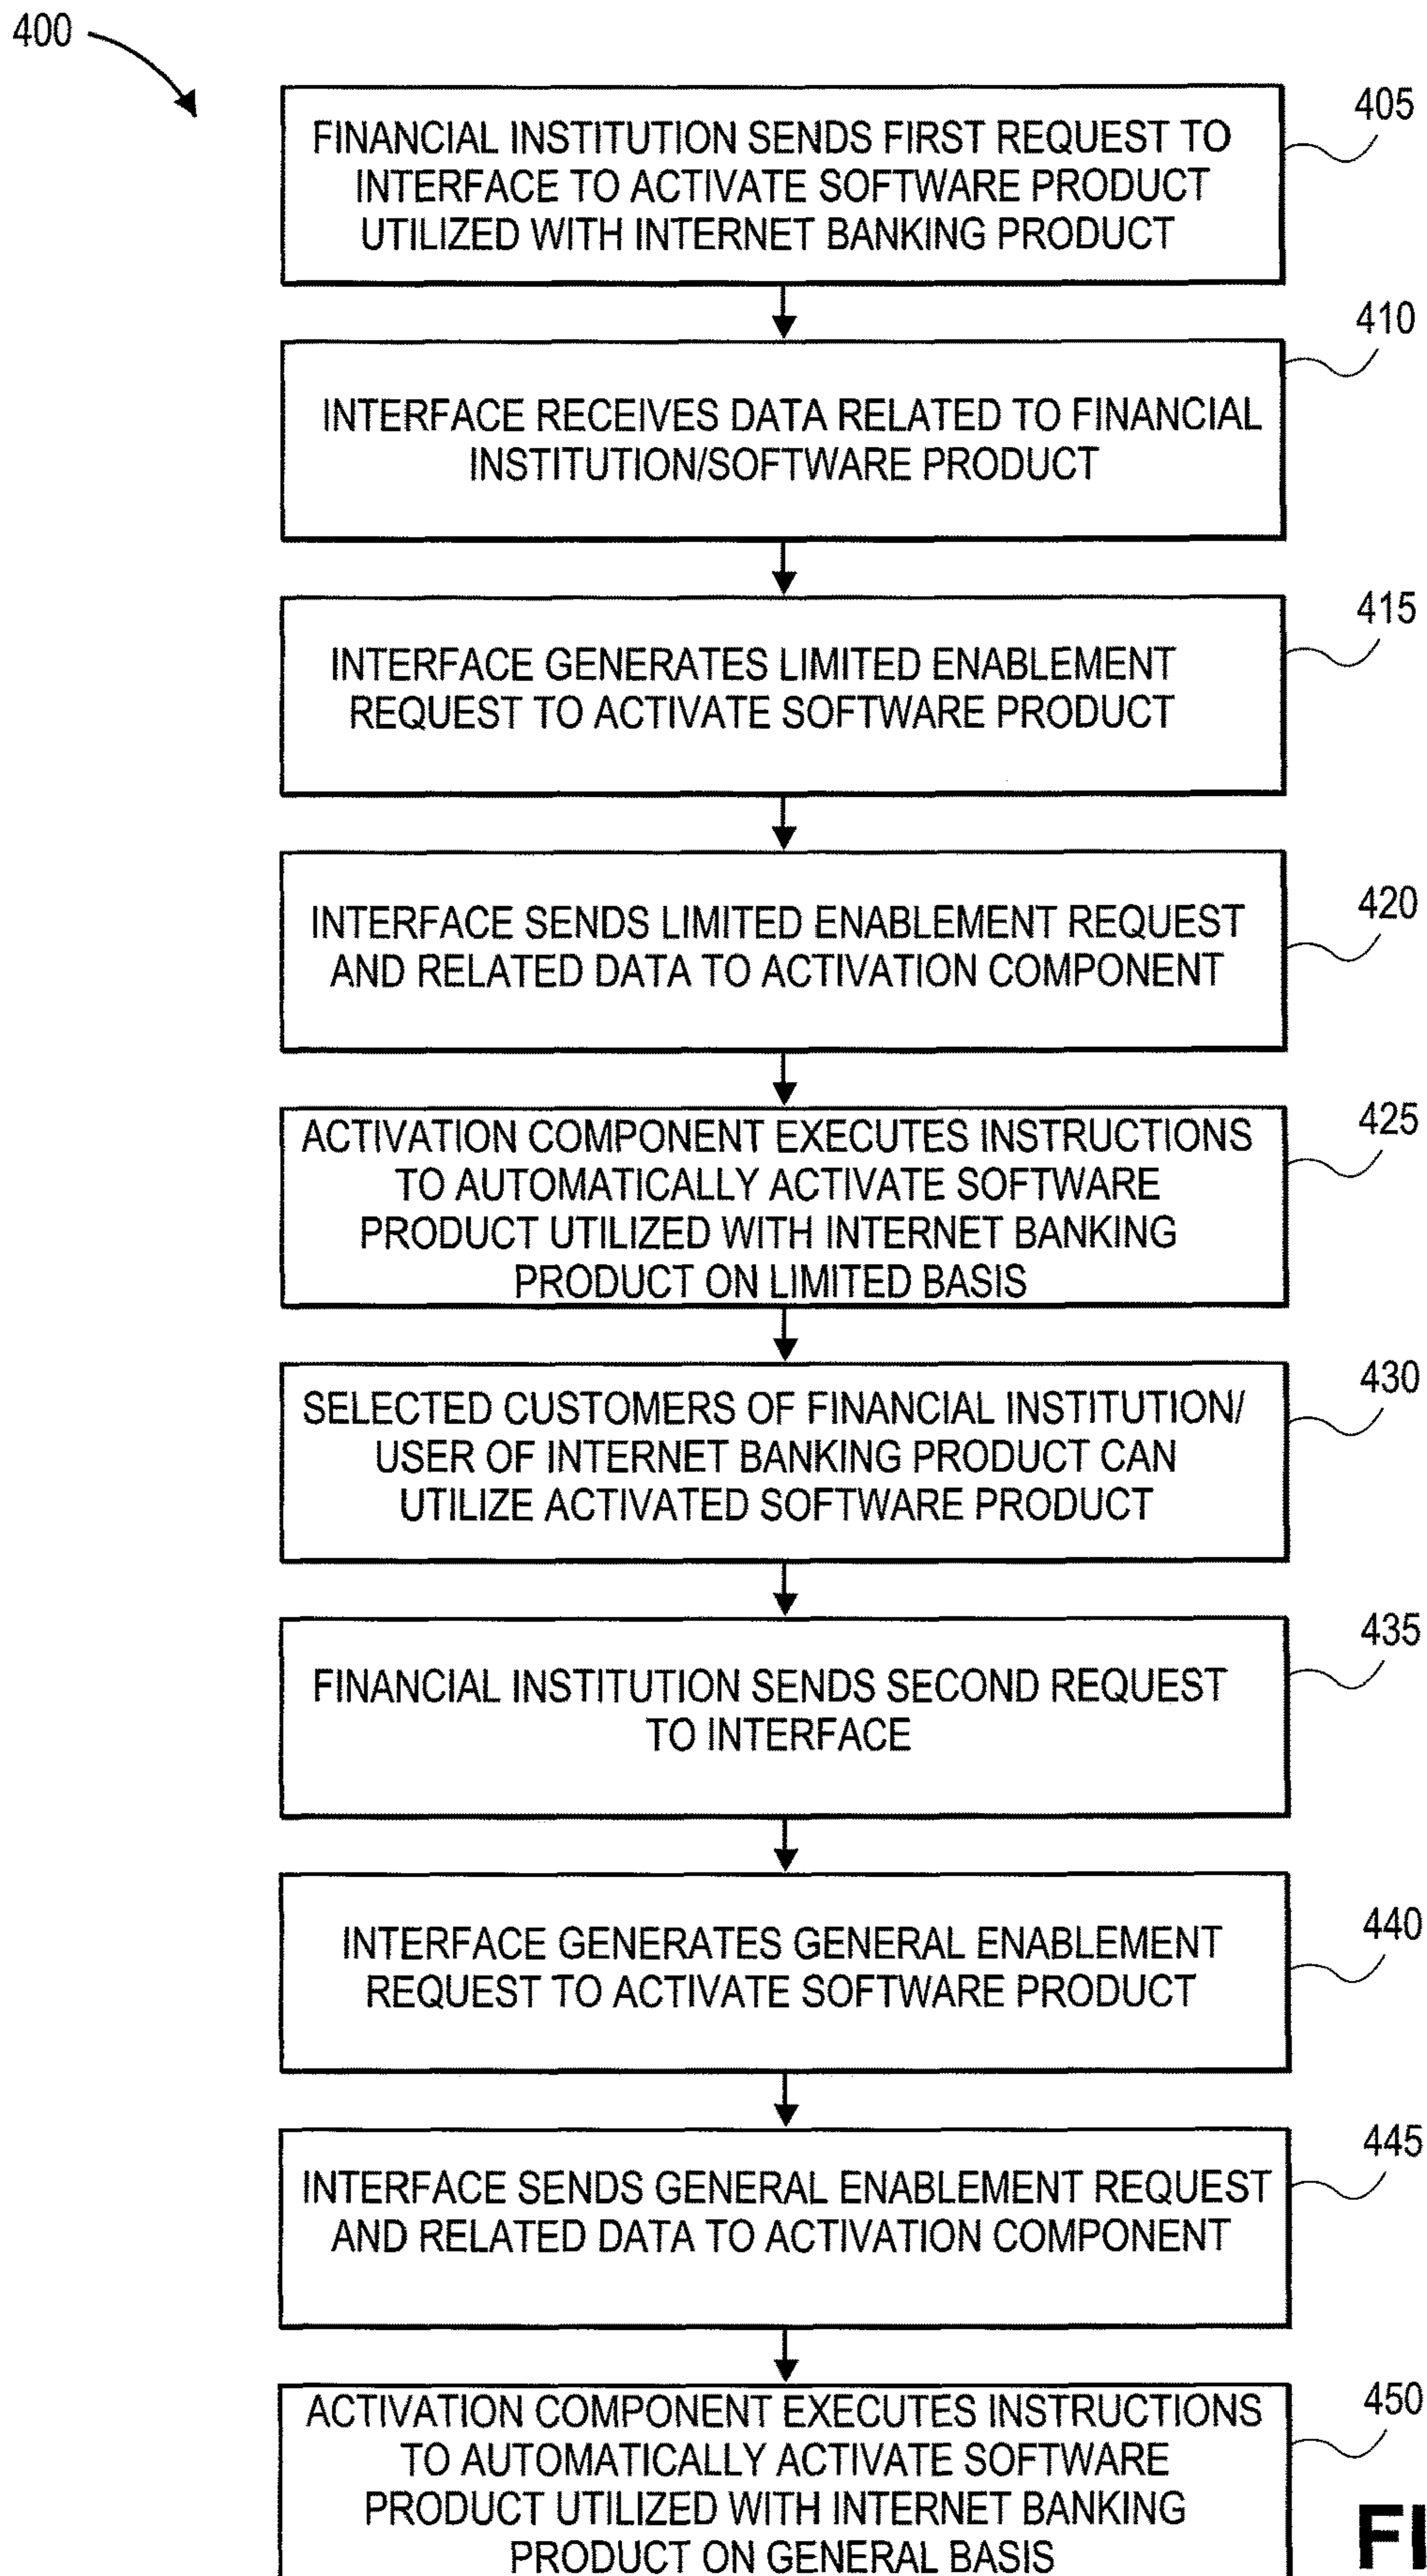 400
405
FINANCIAL INSTITUTION SENDS FIRST REQUEST TO
INTERFACE TO ACTIVATE SOFTWARE PRODUCT
UTILIZED WITH INTERNET BANKING PRODUCT
410
INTERFACE RECEIVES DATA RELATED TO FINANCIAL
INSTITUTION/SOFTWARE PRODUCT
415
INTERFACE GENERATES LIMITED ENABLEMENT
REQUEST TO ACTIVATE SOFTWARE PRODUCT
420
INTERFACE SENDS LIMITED ENABLEMENT REQUEST
AND RELATED DATA TO ACTIVATION COMPONENT
425
ACTIVATION COMPONENT EXECUTES INSTRUCTIONS
TO AUTOMATICALLY ACTIVATE SOFTWARE
PRODUCT UTILIZED WITH INTERNET BANKING
PRODUCT ON LIMITED BASIS
430
SELECTED CUSTOMERS OF FINANCIAL INSTITUTION/
USER OF INTERNET BANKING PRODUCT CAN
UTILIZE ACTIVATED SOFTWARE PRODUCT
435
FINANCIAL INSTITUTION SENDS SECOND REQUEST
TO INTERFACE
440
INTERFACE GENERATES GENERAL ENABLEMENT
REQUEST TO ACTIVATE SOFTWARE PRODUCT
445
INTERFACE SENDS GENERAL ENABLEMENT REQUEST
AND RELATED DATA TO ACTIVATION COMPONENT
450
ACTIVATION COMPONENT EXECUTES INSTRUCTIONS
TO AUTOMATICALLY ACTIVATE SOFTWARE
PRODUCT UTILIZED WITH INTERNET BANKING
PRODUCT ON GENERAL BASIS